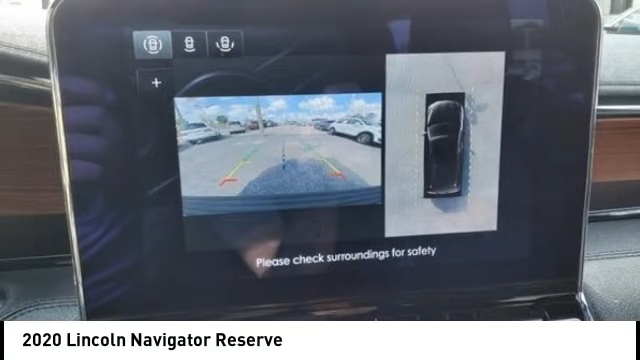 +
Please check surroundings for safety
2020 Lincoln Navigator Reserve